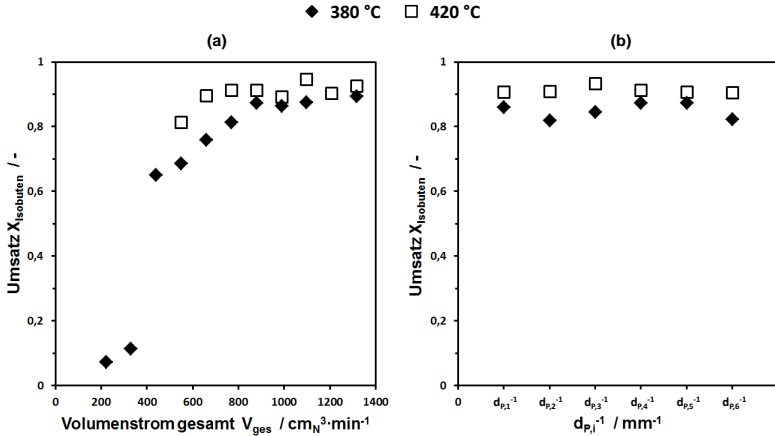 380 °C 420 °C
(a) (b)
Umsatz X_Isobuten / -
1
0,8
0,6
0,4
0,2
0
0 200 400 600 800 1000 1200 1400
Volumenstrom gesamt V_ges / cm_N³·min⁻¹
Umsatz X_Isobuten / -
1
0,8
0,6
0,4
0,2
0
0 d_P,1⁻¹ d_P,2⁻¹ d_P,3⁻¹ d_P,4⁻¹ d_P,5⁻¹ d_P,6⁻¹
d_P,i⁻¹ / mm⁻¹